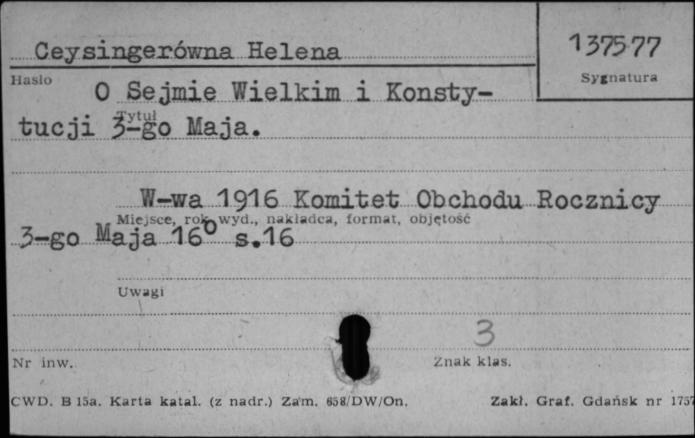 Ceysingerówna Helena
137577
Hasło
Sygnatura
O Sejmie Wielkim i Konsty-
Tytuł
tucji 3-go Maja.
W-wa 1916 Komitet Obchodu Rocznicy
Miejsce, rok wyd., nakładca, format, objętość
3-go Maja 16° s.16
Uwagi
3
Nr inw.
Znak klas.
CWD. B 15a. Karta katal. (z nadr.) Zam. 658/DW/On.
Zakł. Graf. Gdańsk nr 1757